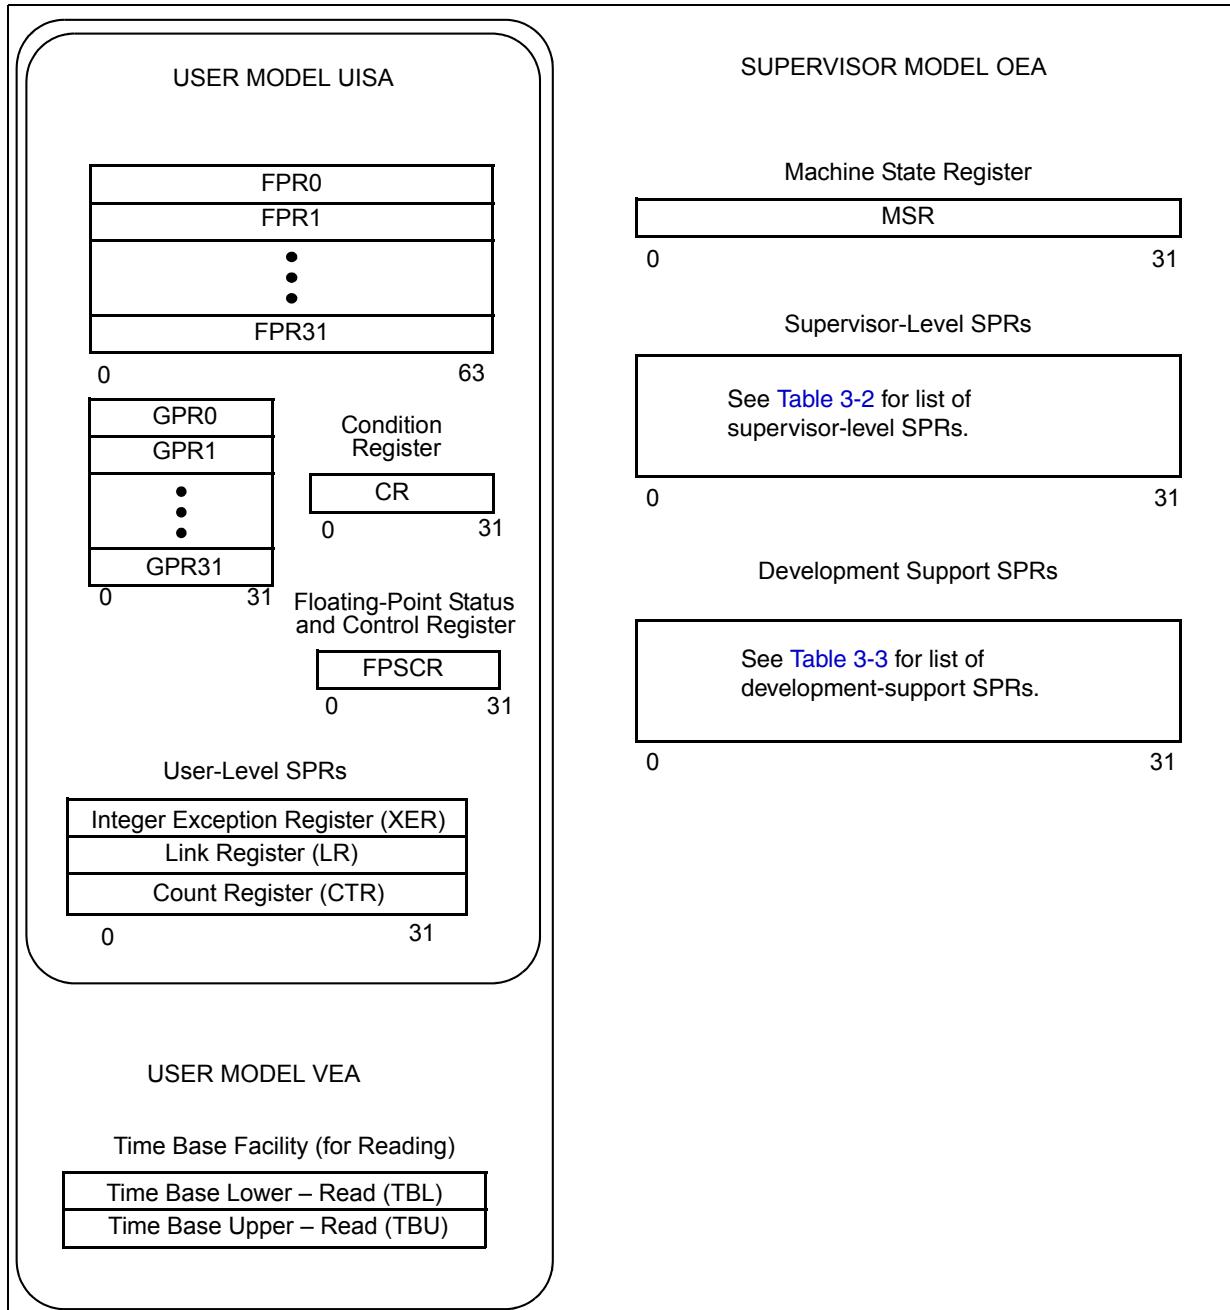 USER MODEL UISA
FPR0
FPR1
FPR31
0 63
GPR0
GPR1
GPR31
0 31
Condition
Register
CR
0 31
Floating-Point Status
and Control Register
FPSCR
0 31
User-Level SPRs
Integer Exception Register (XER)
Link Register (LR)
Count Register (CTR)
0 31
USER MODEL VEA
Time Base Facility (for Reading)
Time Base Lower – Read (TBL)
Time Base Upper – Read (TBU)
SUPERVISOR MODEL OEA
Machine State Register
MSR
0 31
Supervisor-Level SPRs
See Table 3-2 for list of
supervisor-level SPRs.
0 31
Development Support SPRs
See Table 3-3 for list of
development-support SPRs.
0 31